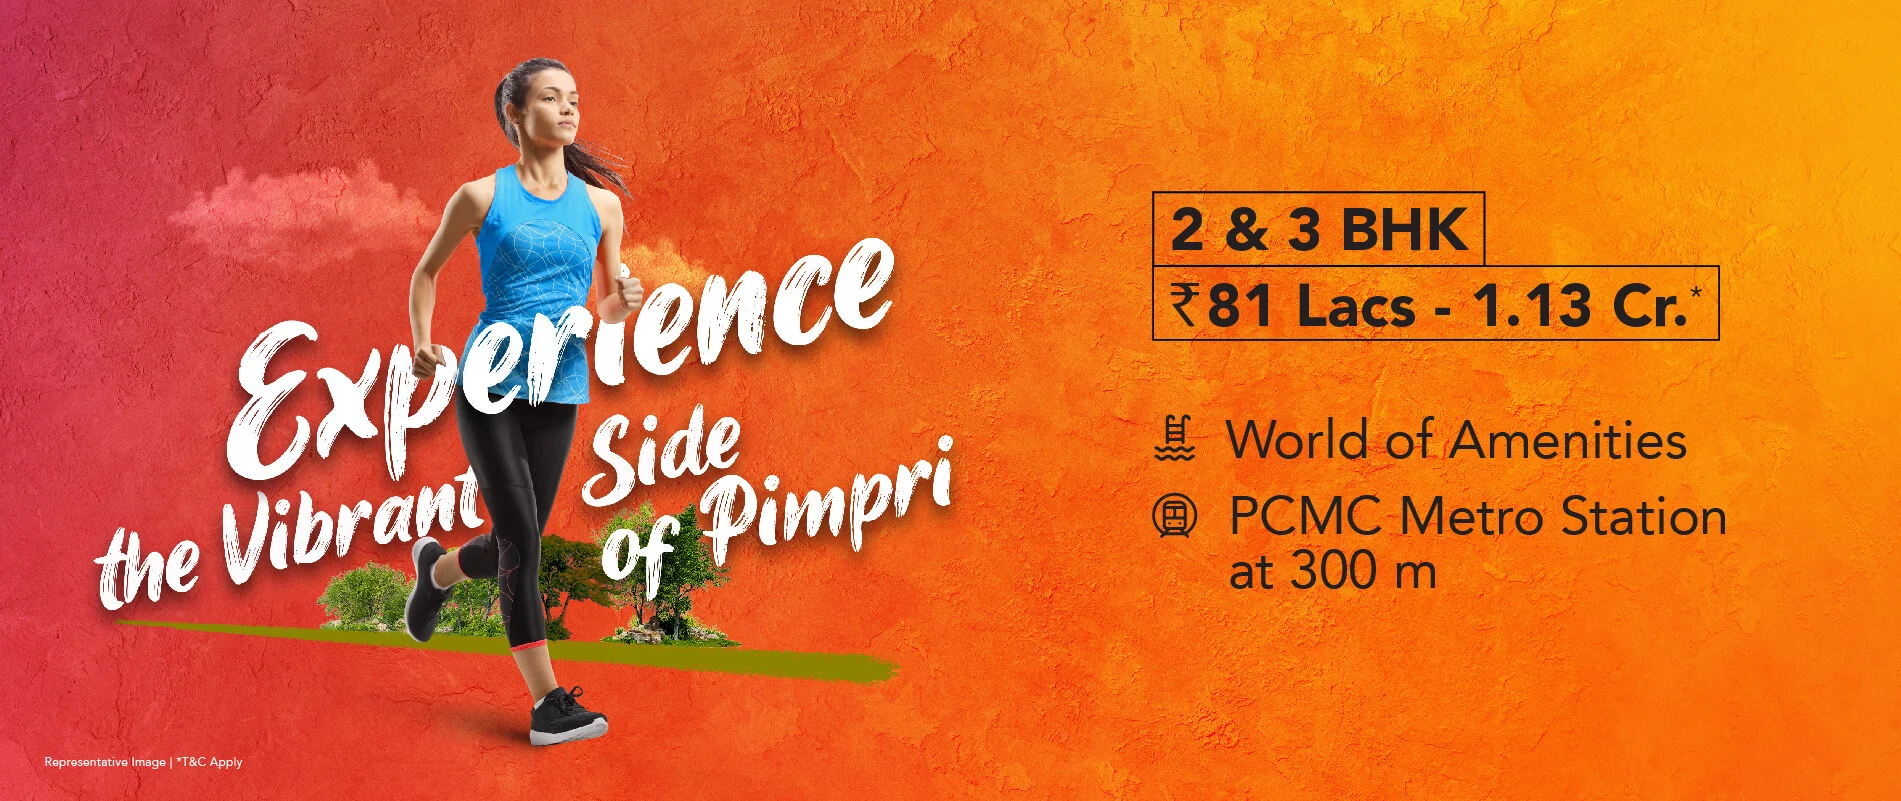 Experience
the Vibrant Side
of Pimpri
2 & 3 BHK
₹81 Lacs - 1.13 Cr.*
World of Amenities
PCMC Metro Station
at 300 m
Representative Image | *T&C Apply